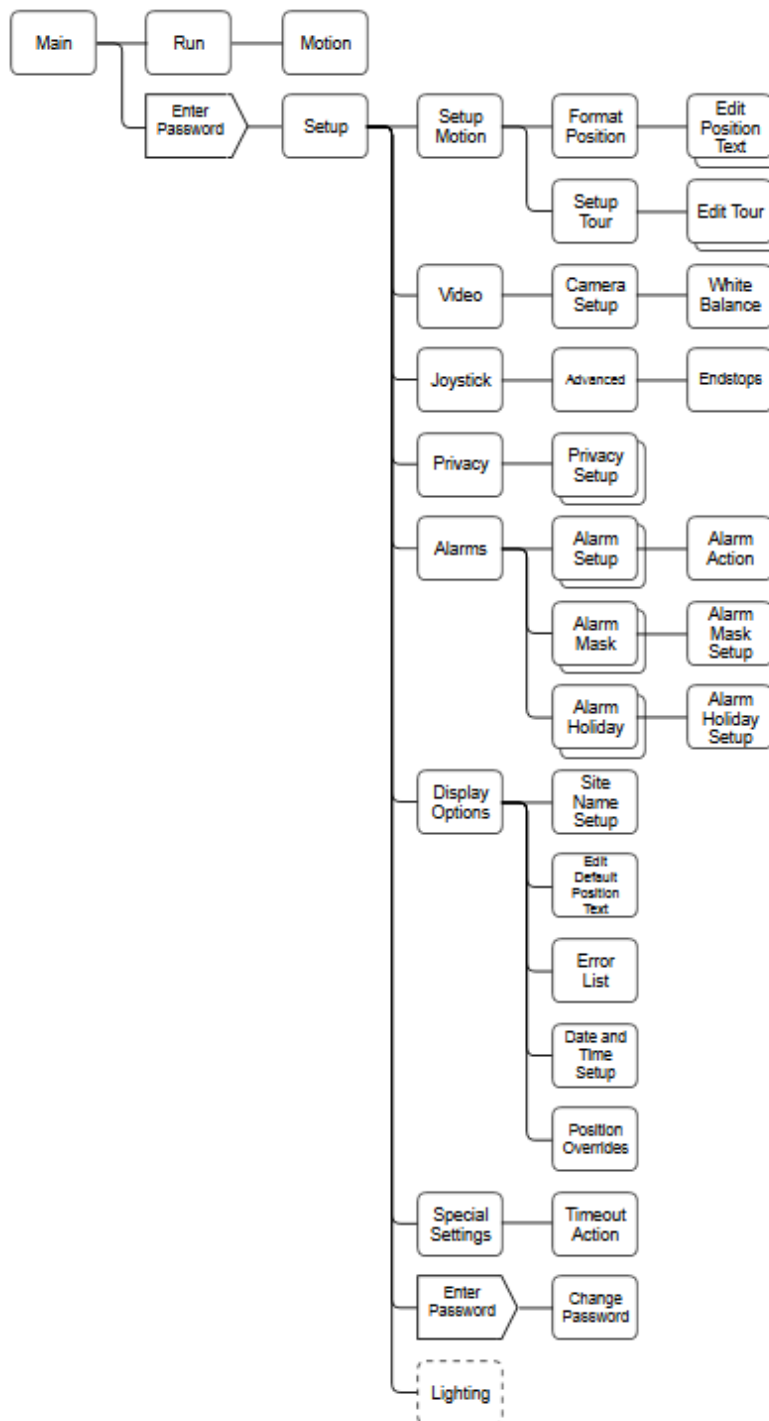 Main
Run
Motion
Enter
Password
Setup
Setup
Motion
Format
Position
Edit
Position
Text
Setup
Tour
Edit Tour
Video
Camera
Setup
White
Balance
Joystick
Advanced
Endstops
Privacy
Privacy
Setup
Alarms
Alarm
Setup
Alarm
Action
Alarm
Mask
Alarm
Mask
Setup
Alarm
Holiday
Alarm
Holiday
Setup
Display
Options
Site
Name
Setup
Edit
Default
Position
Text
Error
List
Date and
Time
Setup
Position
Overrides
Special
Settings
Timeout
Action
Enter
Password
Change
Password
Lighting